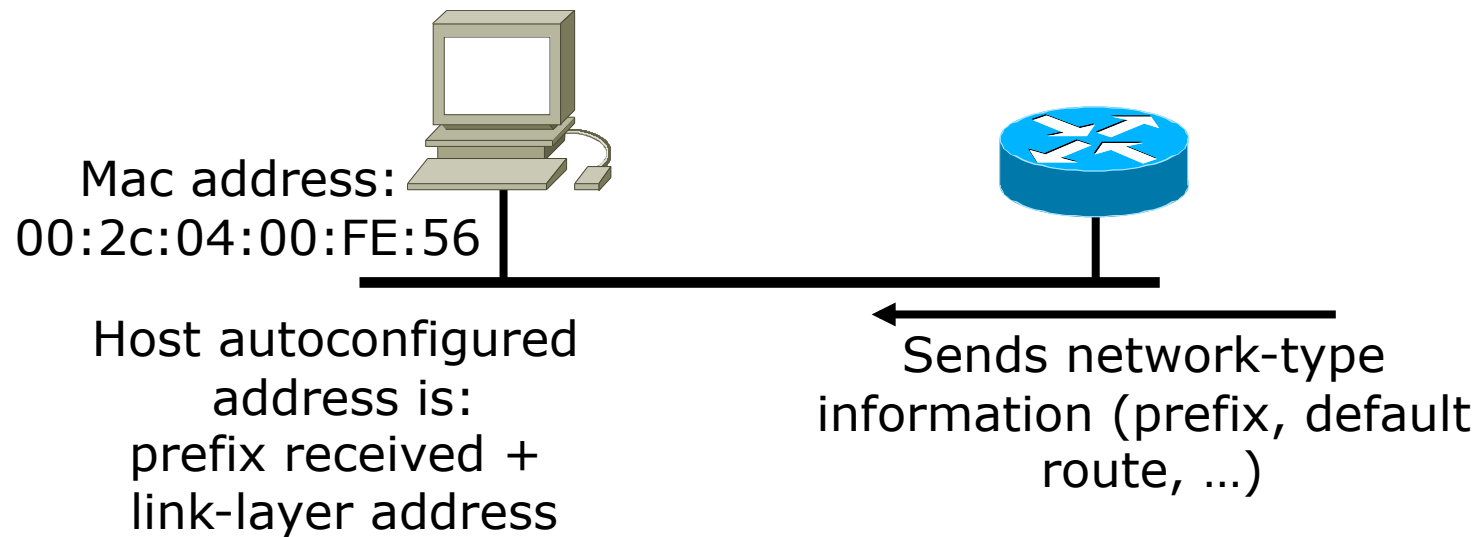 Mac address:
00:2c:04:00:FE:56
Host autoconfigured
address is:
prefix received +
link-layer address
Sends network-type
information (prefix, default
route, …)